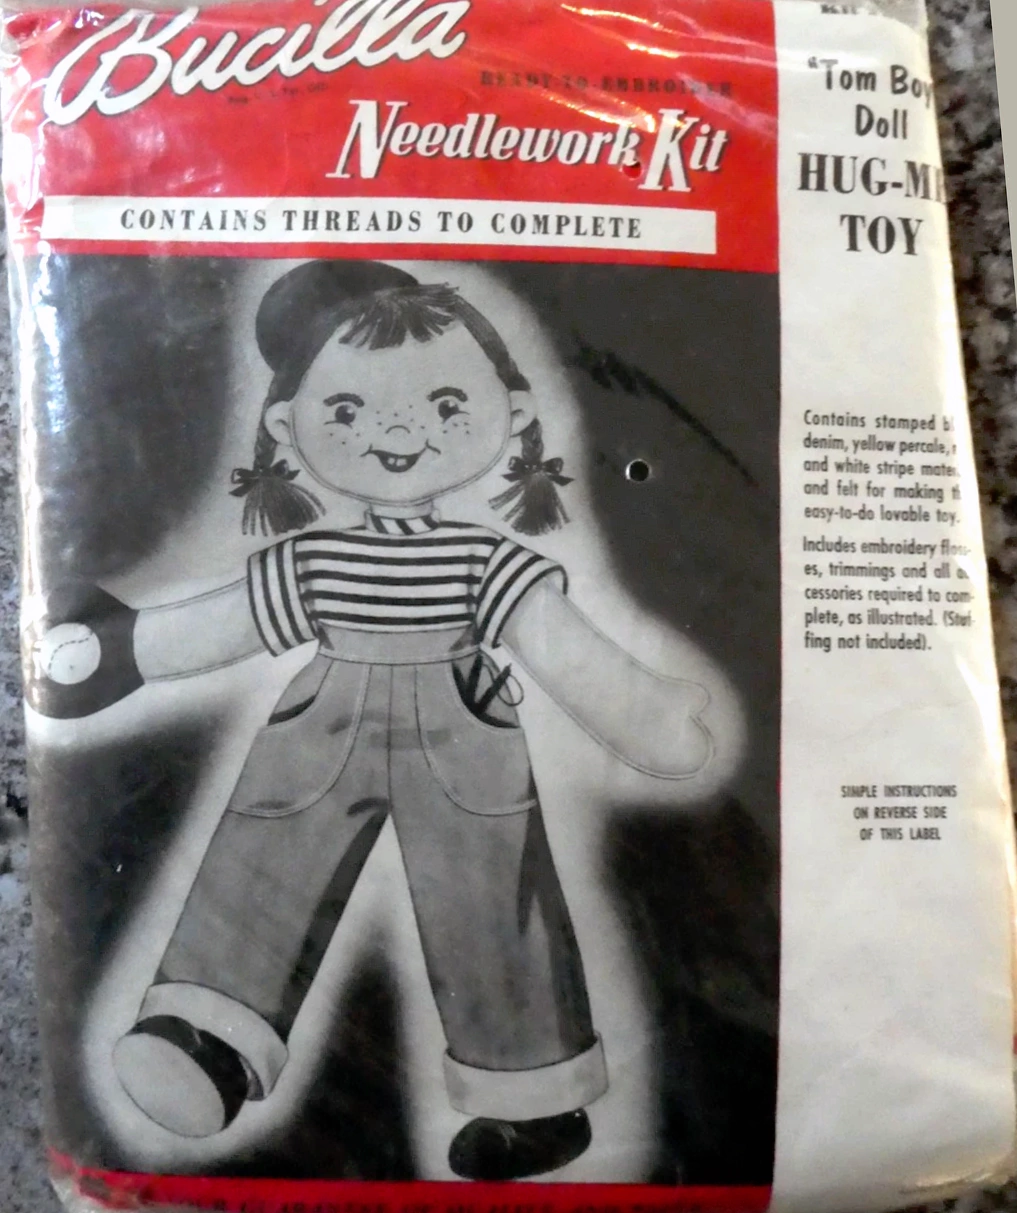 Bucilla
READY-TO-EMBROIDER
Needlework Kit
CONTAINS THREADS TO COMPLETE
"Tom Boy
Doll
HUG-ME
TOY
Contains stamped
denim, yellow percale,
and white stripe mater
and felt for making th
easy-to-do lovable toy.
Includes embroidery floss-
es, trimmings and all ac
cessories required to com-
plete, as illustrated. (Stuf-
fing not included).
SIMPLE INSTRUCTIONS
ON REVERSE SIDE
OF THIS LABEL